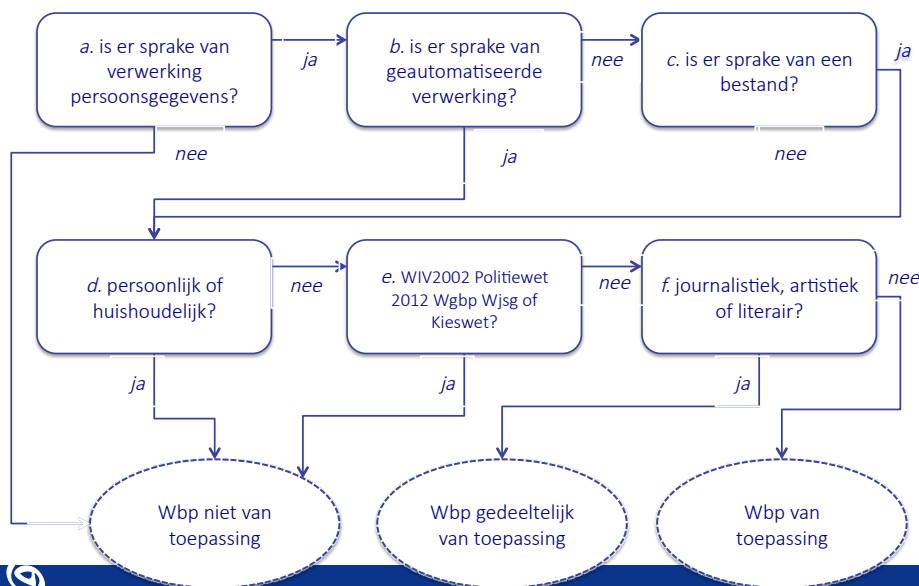 a. is er sprake van
verwerking
persoonsgegevens?
ja
b. is er sprake van
geautomatiseerde
verwerking?
nee
c. is er sprake van een
bestand?
ja
nee
ja
nee
d. persoonlijk of
huishoudelijk?
nee
e. WIV2002 Politiewet
2012 Wgbp Wjsg of
Kieswet?
nee
f. journalistiek, artistiek
of literair?
nee
ja
ja
ja
Wbp niet van
toepassing
Wbp gedeeltelijk
van toepassing
Wbp van
toepassing